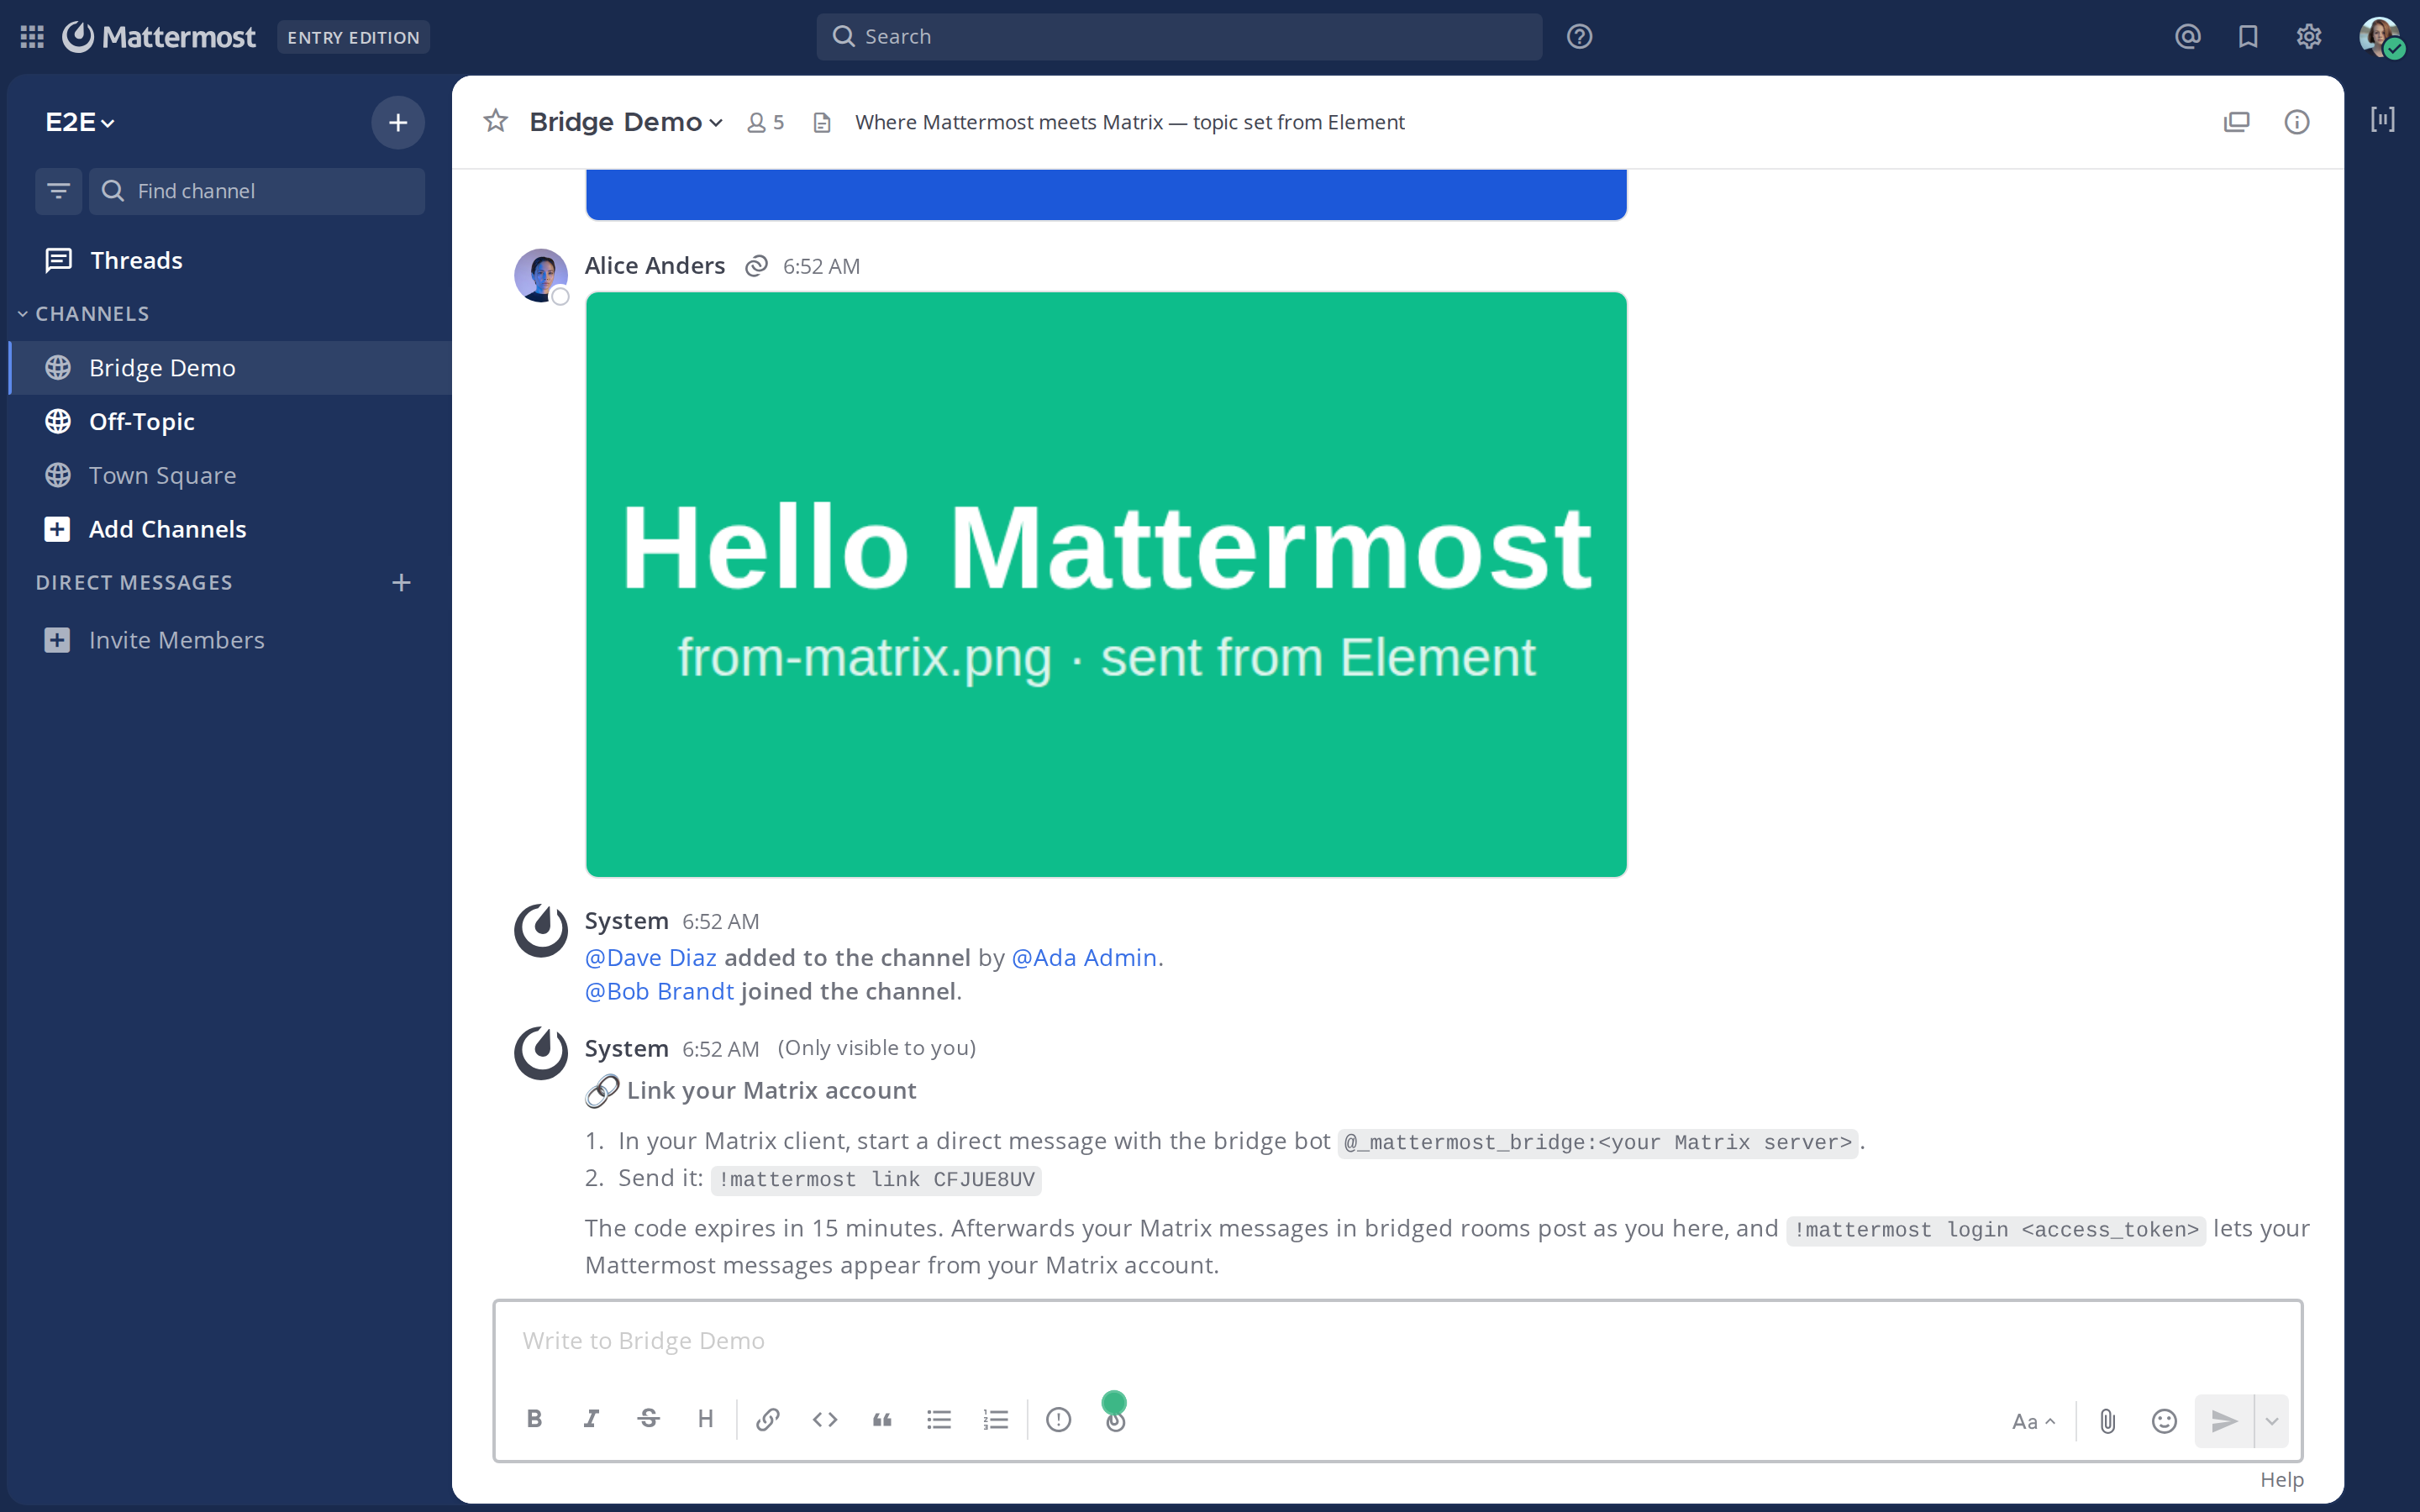 Mattermost
ENTRY EDITION
Search
E2E
Find channel
Threads
CHANNELS
Bridge Demo
Off-Topic
Town Square
Add Channels
DIRECT MESSAGES
Invite Members
Bridge Demo
5
Where Mattermost meets Matrix — topic set from Element
Alice Anders 6:52 AM
Hello Mattermost
from-matrix.png · sent from Element
System 6:52 AM
@Dave Diaz added to the channel by @Ada Admin.
@Bob Brandt joined the channel.
System 6:52 AM (Only visible to you)
Link your Matrix account
1. In your Matrix client, start a direct message with the bridge bot @_mattermost_bridge:<your Matrix server>.
2. Send it: !mattermost link CFJUE8UV
The code expires in 15 minutes. Afterwards your Matrix messages in bridged rooms post as you here, and !mattermost login <access_token> lets your
Mattermost messages appear from your Matrix account.
Write to Bridge Demo
B I S H
Aa
Help